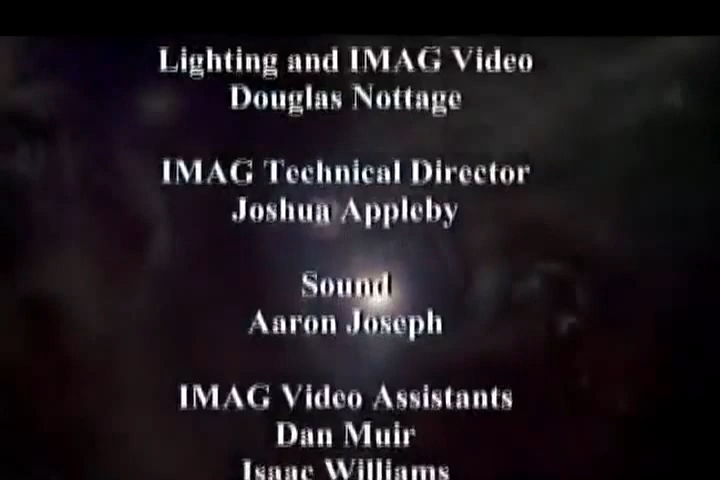 Lighting and IMAG Video
Douglas Nottage
IMAG Technical Director
Joshua Appleby
Sound
Aaron Joseph
IMAG Video Assistants
Dan Muir
Isaac Williams